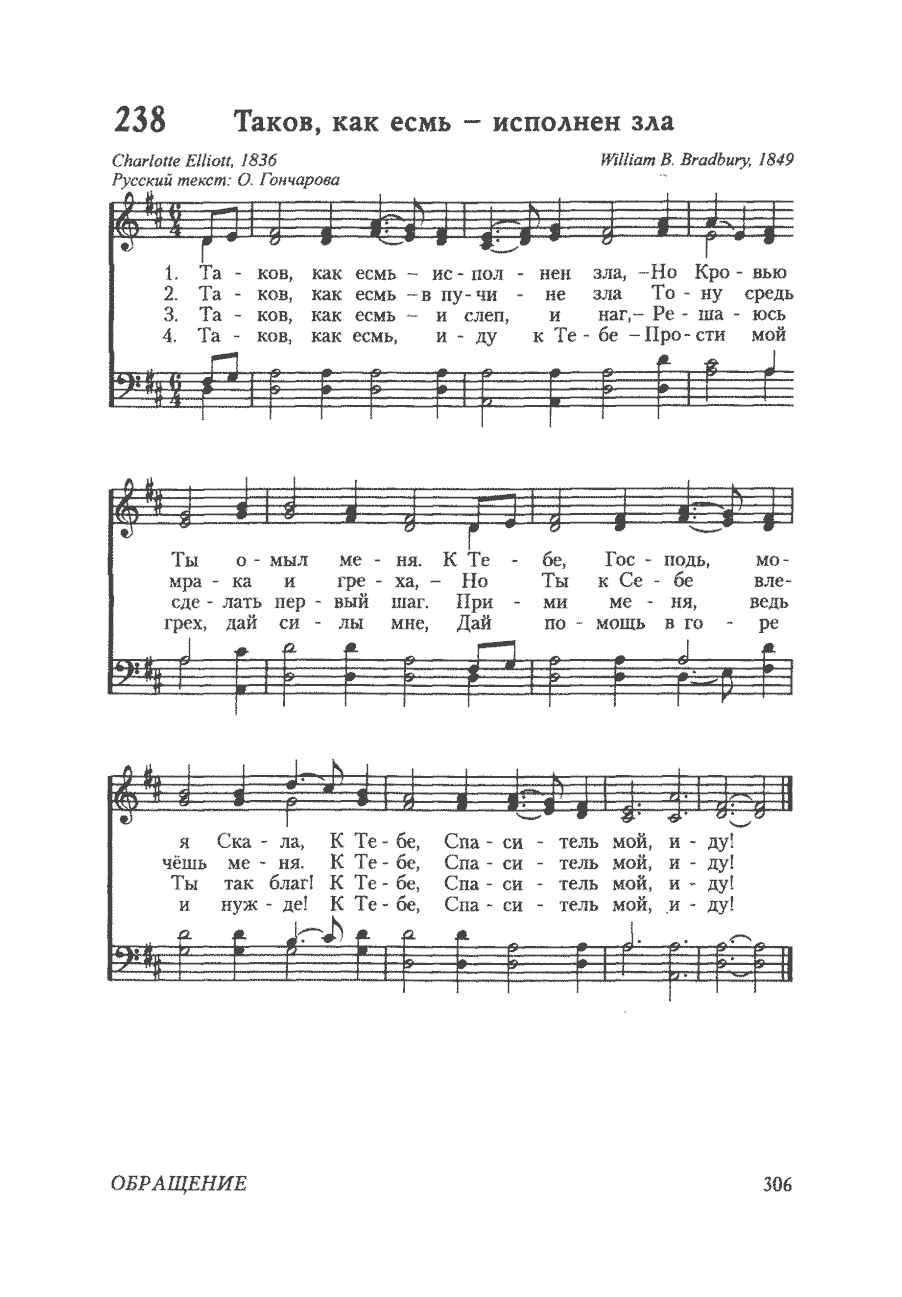 238 Таков, как есмь – исполнен зла
Charlotte Elliott, 1836 William B. Bradbury, 1849
Русский текст: О. Гончарова
1. Та - ков, как есмь – ис - пол - нен зла, –Но Кро - вью
2. Та - ков, как есмь –в пу - чи - не зла То - ну средь
3. Та - ков, как есмь – и слеп, и наг,– Ре - ша - юсь
4. Та - ков, как есмь, и - ду к Те - бе –Про - сти мой
Ты о - мыл ме - ня. К Те - бе, Гос - подь, мо-
мра - ка и гре - ха, – Но Ты к Се - бе вле-
сде - лать пер - вый шаг. При - ми ме - ня, ведь
грех, дай си - лы мне, Дай по - мощь в го - ре
я Ска - ла, К Те - бе, Спа - си - тель мой, и - ду!
чёшь ме - ня. К Те - бе, Спа - си - тель мой, и - ду!
Ты так благ! К Те - бе, Спа - си - тель мой, и - ду!
и нуж - де! К Те - бе, Спа - си - тель мой, и - ду!
ОБРАЩЕНИЕ 306